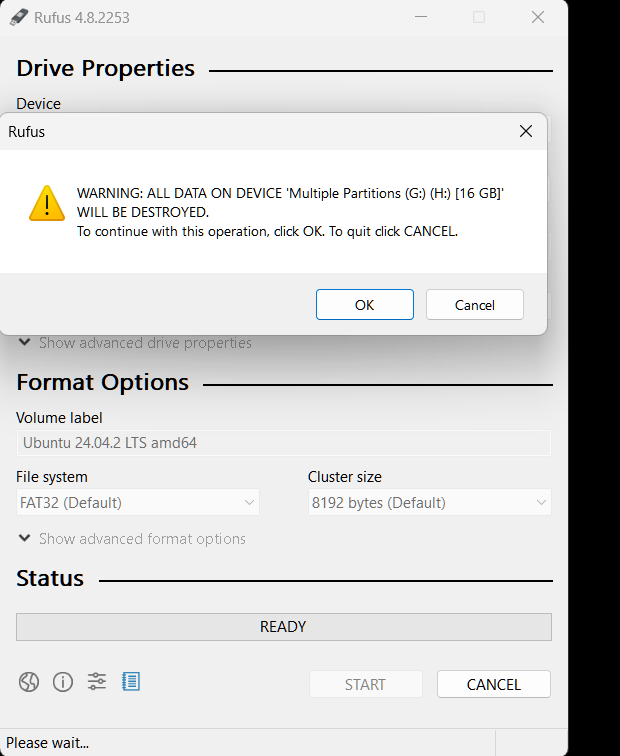 Rufus 4.8.2253
Drive Properties
Device
Rufus
WARNING: ALL DATA ON DEVICE 'Multiple Partitions (G:) (H:) [16 GB]'
WILL BE DESTROYED.
To continue with this operation, click OK. To quit click CANCEL.
OK
Cancel
Show advanced drive properties
Format Options
Volume label
Ubuntu 24.04.2 LTS amd64
File system
Cluster size
FAT32 (Default)
8192 bytes (Default)
Show advanced format options
Status
READY
START
CANCEL
Please wait...